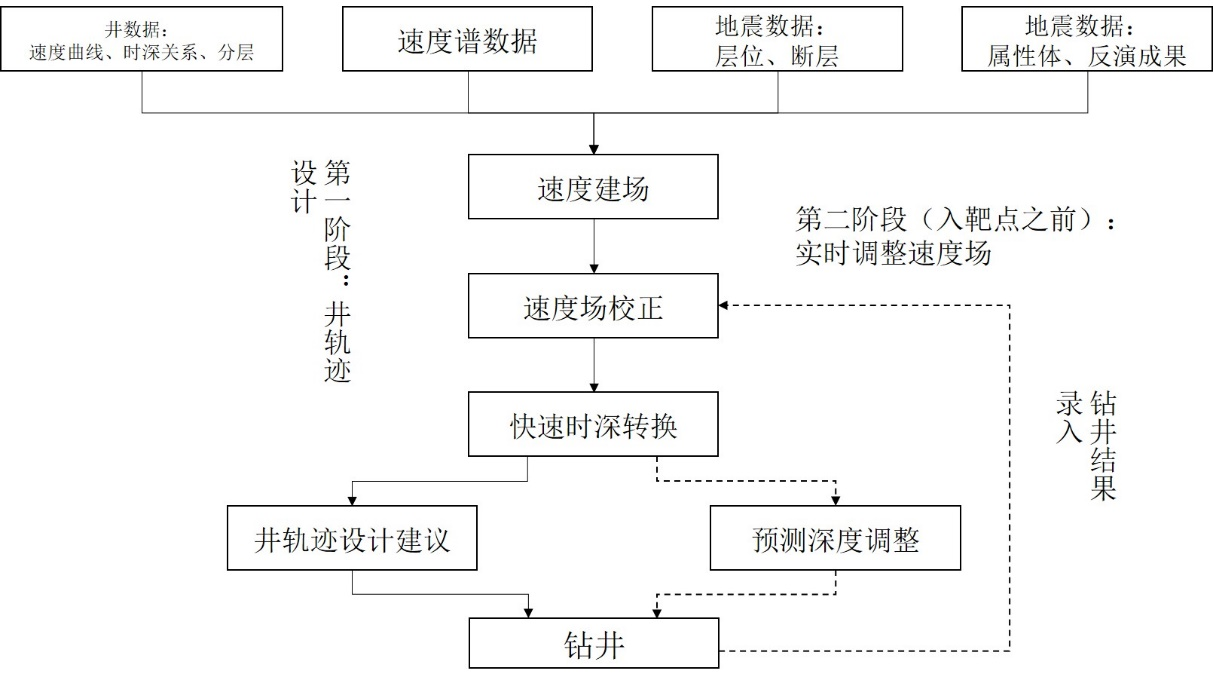 井数据：
速度曲线、时深关系、分层
速度谱数据
地震数据：
层位、断层
地震数据：
属性体、反演成果
速度建场
第一阶段：井轨迹
设计
第二阶段（入靶点之前）：
实时调整速度场
速度场校正
快速时深转换
钻井结果
录入
井轨迹设计建议
预测深度调整
钻井